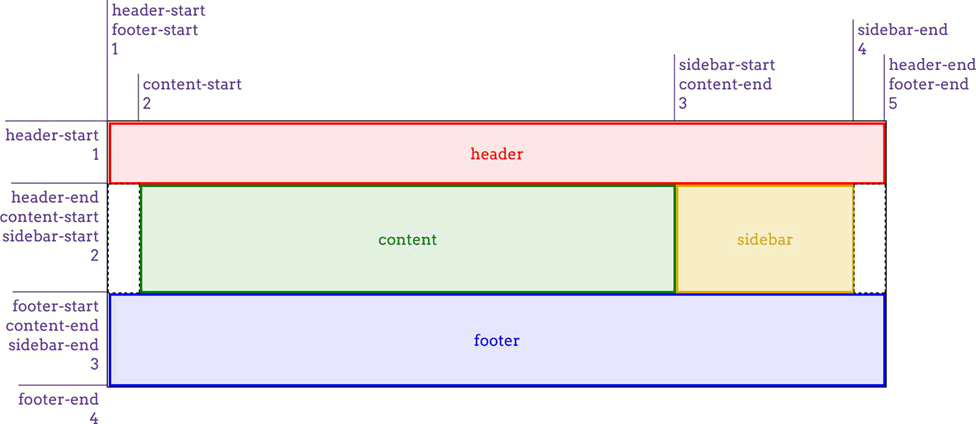 header-start
footer-start
1
content-start
2
sidebar-start
content-end
3
sidebar-end
4
header-end
footer-end
5
header-start
1
header
header-end
content-start
sidebar-start
2
content
sidebar
footer-start
content-end
sidebar-end
3
footer
footer-end
4